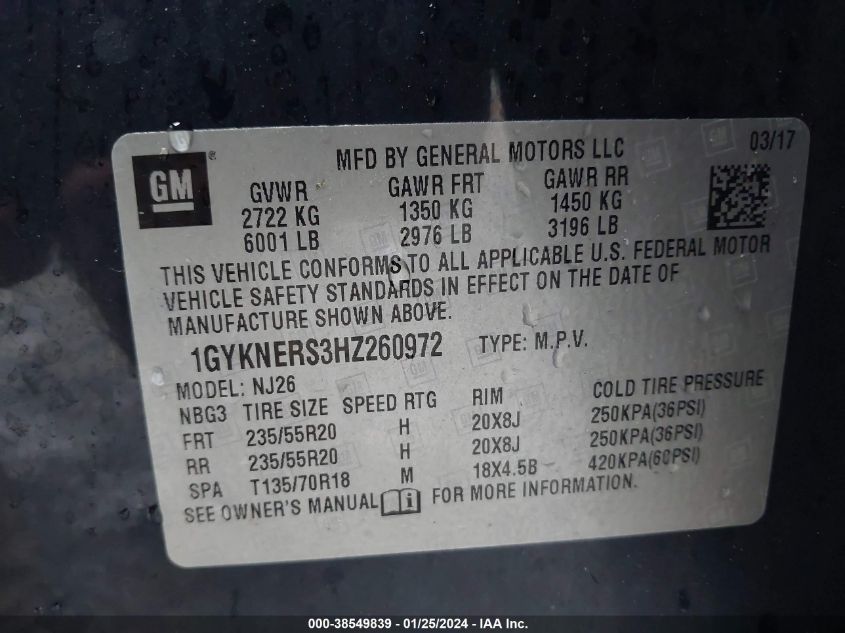 MFD BY GENERAL MOTORS LLC 03/17
GM®
GVWR GAWR FRT GAWR RR
2722 KG 1350 KG 1450 KG
6001 LB 2976 LB 3196 LB
THIS VEHICLE CONFORMS TO ALL APPLICABLE U.S. FEDERAL MOTOR
VEHICLE SAFETY STANDARDS IN EFFECT ON THE DATE OF
MANUFACTURE SHOWN ABOVE.
1GYKNERS3HZ260972 TYPE: M.P.V.
MODEL: NJ26
NBG3 TIRE SIZE SPEED RTG RIM COLD TIRE PRESSURE
FRT 235/55R20 H 20X8J 250KPA(36PSI)
RR 235/55R20 H 20X8J 250KPA(36PSI)
SPA T135/70R18 M 18X4.5B 420KPA(60PSI)
SEE OWNER'S MANUAL FOR MORE INFORMATION.
000-38549839 - 01/25/2024 - IAA Inc.